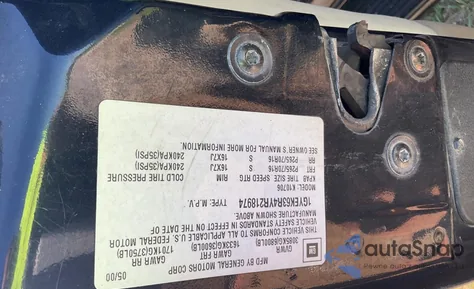 MFD BY GENERAL MOTORS CORP
05/00 GVWR GAWR FRT GAWR RR
GM 3085KG(6800LB) 1633KG(3600LB) 1701KG(3750LB)
THIS VEHICLE CONFORMS TO ALL APPLICABLE U.S. FEDERAL MOTOR
VEHICLE SAFETY STANDARDS IN EFFECT ON THE DATE OF
MANUFACTURE SHOWN ABOVE.
1GYEK63R4YR218974 TYPE: M.P.V.
MODEL: K10706
TIRE SIZE SPEED RTG RIM COLD TIRE PRESSURE
FRT P265/70R16 16X7J 240KPA(35PSI)
RR P265/70R16 16X7J 240KPA(35PSI)
SEE OWNER'S MANUAL FOR MORE INFORMATION.
autoSnap